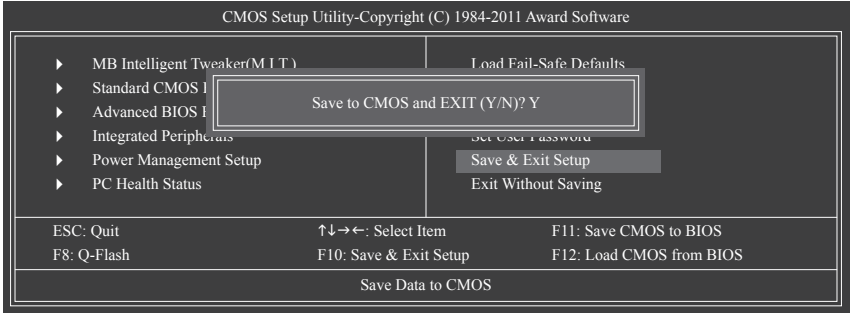 CMOS Setup Utility-Copyright (C) 1984-2011 Award Software
MB Intelligent Tweaker(M.I.T.)
Standard CMOS
Advanced BIOS
Integrated Peripherals
Power Management Setup
PC Health Status
Load Fail-Safe Defaults
Set User Password
Save & Exit Setup
Exit Without Saving
Save to CMOS and EXIT (Y/N)? Y
ESC: Quit ↑↓→←: Select Item F11: Save CMOS to BIOS
F8: Q-Flash F10: Save & Exit Setup F12: Load CMOS from BIOS
Save Data to CMOS